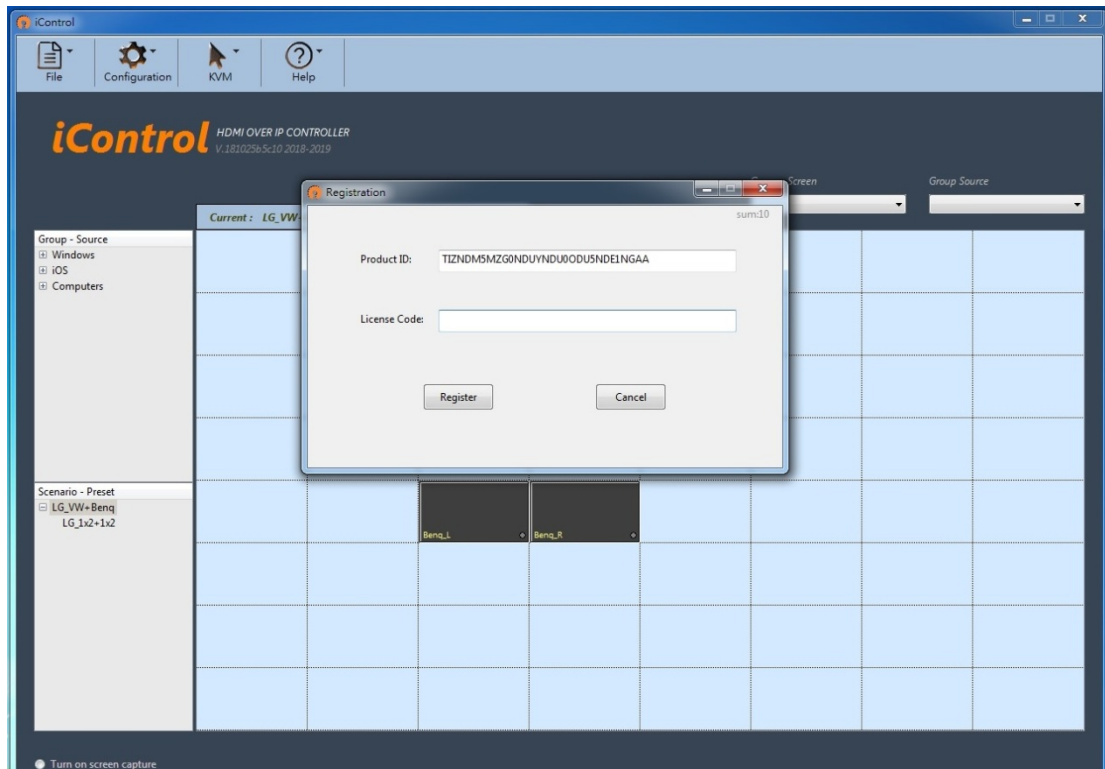 iControl
File
Configuration
KVM
Help
iControl
HDMI OVER IP CONTROLLER
V.181025b5c10 2018-2019
Screen
Group Source
Registration
sum:10
Current : LG_VW+
Product ID:
TIZNDM5MZG0NDUYNDU0ODU5NDE1NGAA
License Code:
Register
Cancel
Group - Source
Windows
iOS
Computers
Scenario - Preset
LG_VW+Benq
LG_1x2+1x2
Benq_L
Benq_R
Turn on screen capture